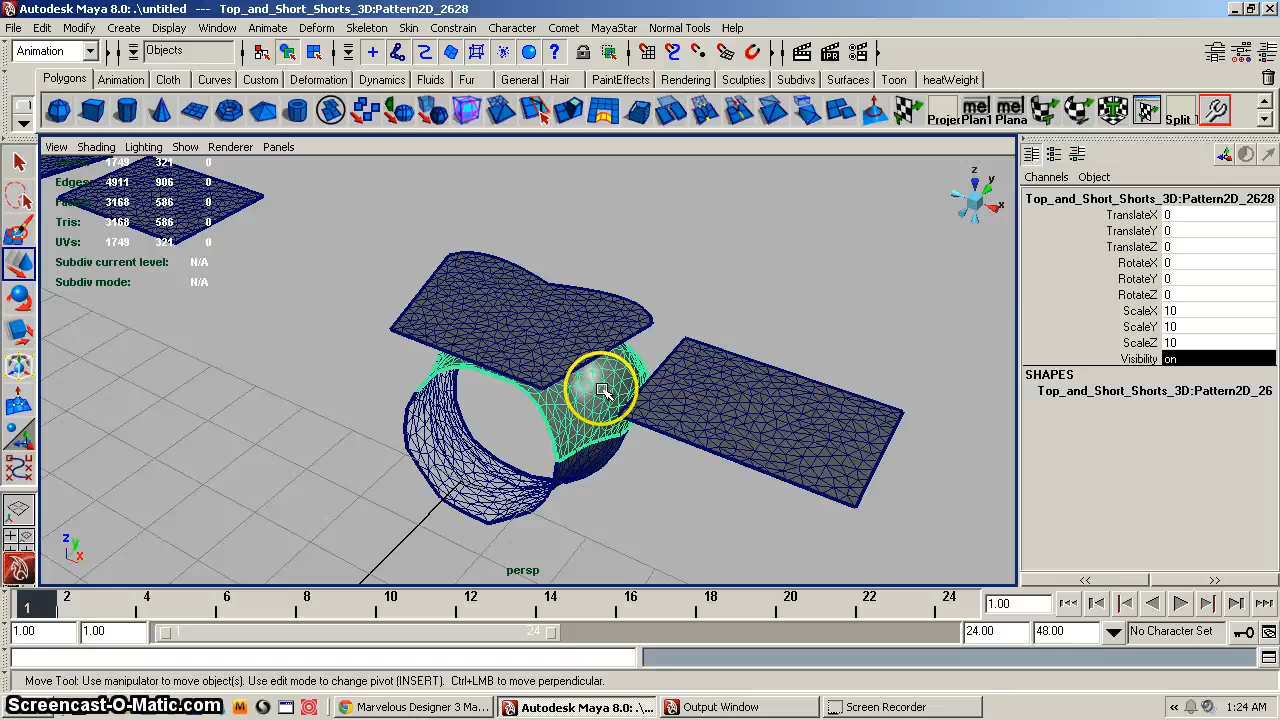 Autodesk Maya 8.0: .\untitled --- Top_and_Short_Shorts_3D:Pattern2D_2628
File Edit Modify Create Display Window Animate Deform Skeleton Skin Constrain Character Comet MayaStar Normal Tools Help
Animation Objects IPR
Polygons Animation Cloth Curves Custom Deformation Dynamics Fluids Fur General Hair PaintEffects Rendering Sculptes Subdivs Surfaces Toon heatWeight
mel mel
Projec Plan1 Plana Split
View Shading Lighting Show Renderer Panels
1749 321 0
Edges: 4911 906 0
3168 586 0
Tris: 3168 586 0
UVs: 1749 321 0
Subdiv current level: N/A
Subdiv mode: N/A
z y x
z y x
persp
Channels Object
Top_and_Short_Shorts_3D:Pattern2D_2628
TranslateX 0
TranslateY 0
TranslateZ 0
RotateX 0
RotateY 0
RotateZ 0
ScaleX 10
ScaleY 10
ScaleZ 10
Visibility on
SHAPES
Top_and_Short_Shorts_3D:Pattern2D_26
<< >>
1 2 4 6 8 10 12 14 16 18 20 22 24 1.00
1.00 1.00 1 24 24.00 48.00 No Character Set
Move Tool: Use manipulator to move object(s). Use edit mode to change pivot (INSERT). Ctrl+LMB to move perpendicular.
Screencast-O-Matic.com Marvelous Designer 3 Ma... Autodesk Maya 8.0: .\... Output Window Screen Recorder 1:24 AM